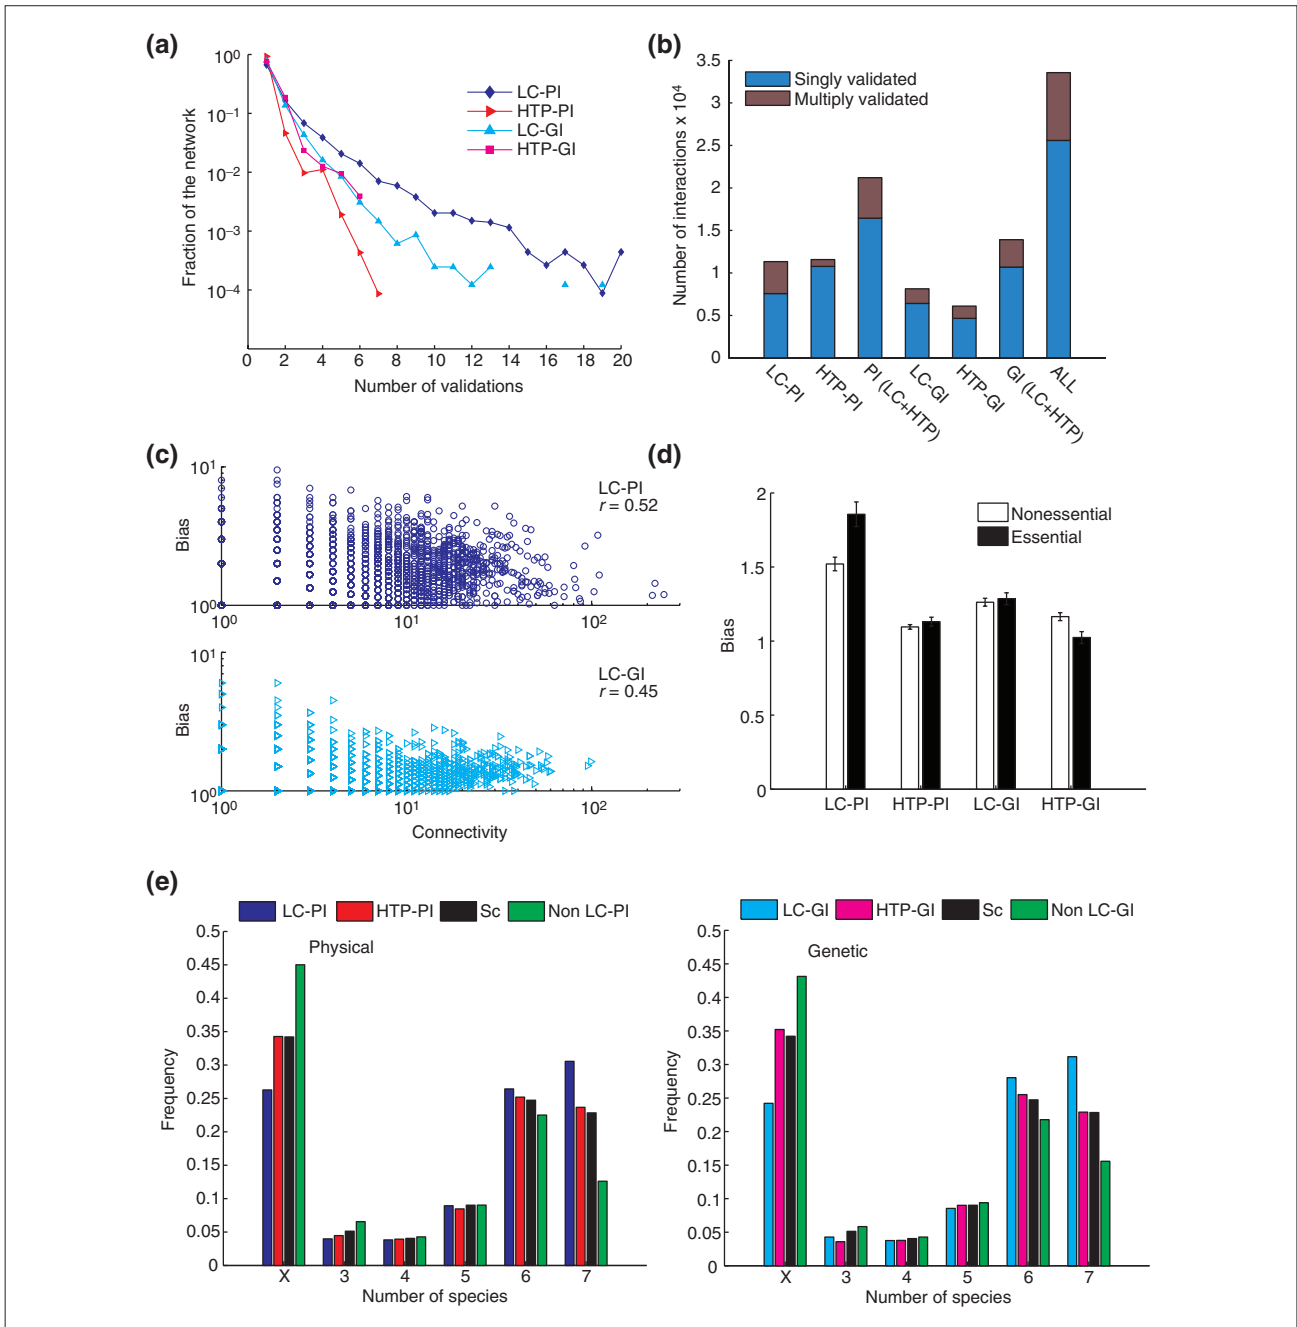 (a)
10⁰
10⁻¹
10⁻²
10⁻³
10⁻⁴
Fraction of the network
LC-PI
HTP-PI
LC-GI
HTP-GI
0 2 4 6 8 10 12 14 16 18 20
Number of validations
(b)
3.5
3
2.5
2
1.5
1
0.5
0
Number of interactions x 10⁴
Singly validated
Multiply validated
LC-PI
HTP-PI
PI (LC+HTP)
LC-GI
HTP-GI
GI (LC+HTP)
ALL
(c)
10¹
Bias
10⁰
LC-PI
r = 0.52
10⁰ 10¹ 10²
10¹
Bias
10⁰
LC-GI
r = 0.45
10⁰ 10¹ 10²
Connectivity
(d)
2
1.5
1
0.5
0
Bias
Nonessential
Essential
LC-PI HTP-PI LC-GI HTP-GI
(e)
LC-PI HTP-PI Sc Non LC-PI
Physical
0.5
0.45
0.4
0.35
0.3
0.25
0.2
0.15
0.1
0.05
0
Frequency
X 3 4 5 6 7
Number of species
LC-GI HTP-GI Sc Non LC-GI
Genetic
0.5
0.45
0.4
0.35
0.3
0.25
0.2
0.15
0.1
0.05
0
Frequency
X 3 4 5 6 7
Number of species